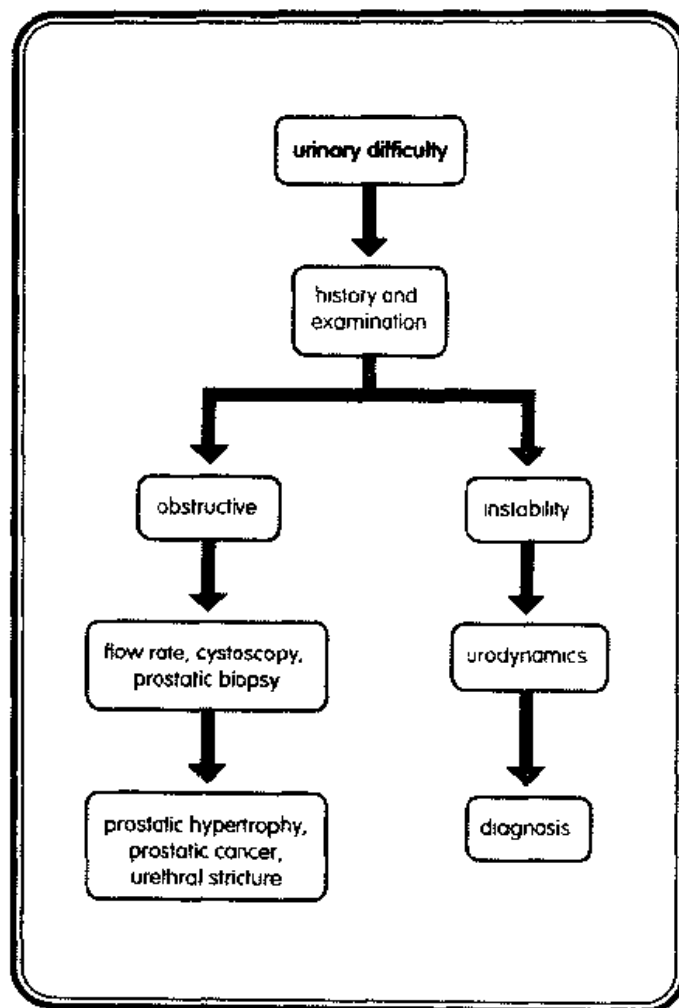 urinary difficulty
history and
examination
obstructive
instability
flow rate, cystoscopy,
prostatic biopsy
urodynamics
prostatic hypertrophy,
prostatic cancer,
urethral stricture
diagnosis